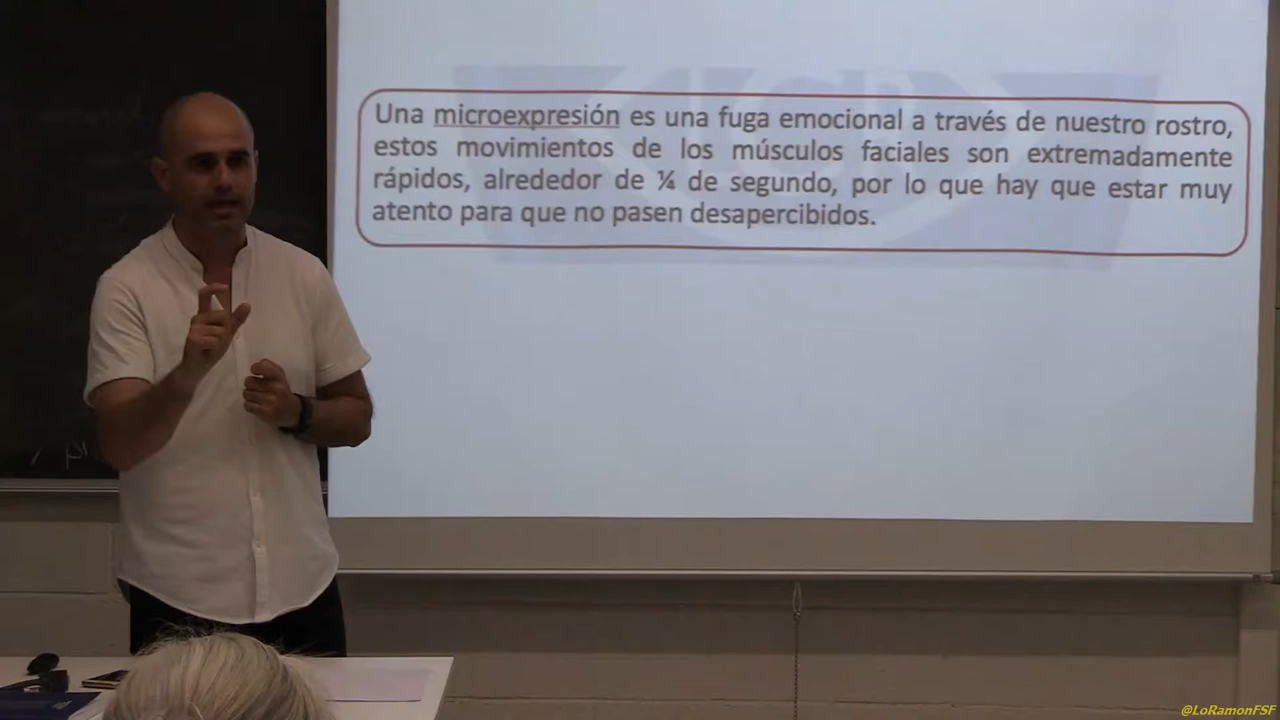 Una microexpresión es una fuga emocional a través de nuestro rostro,
estos movimientos de los músculos faciales son extremadamente
rápidos, alrededor de ¼ de segundo, por lo que hay que estar muy
atento para que no pasen desapercibidos.
@LoRamonFSF